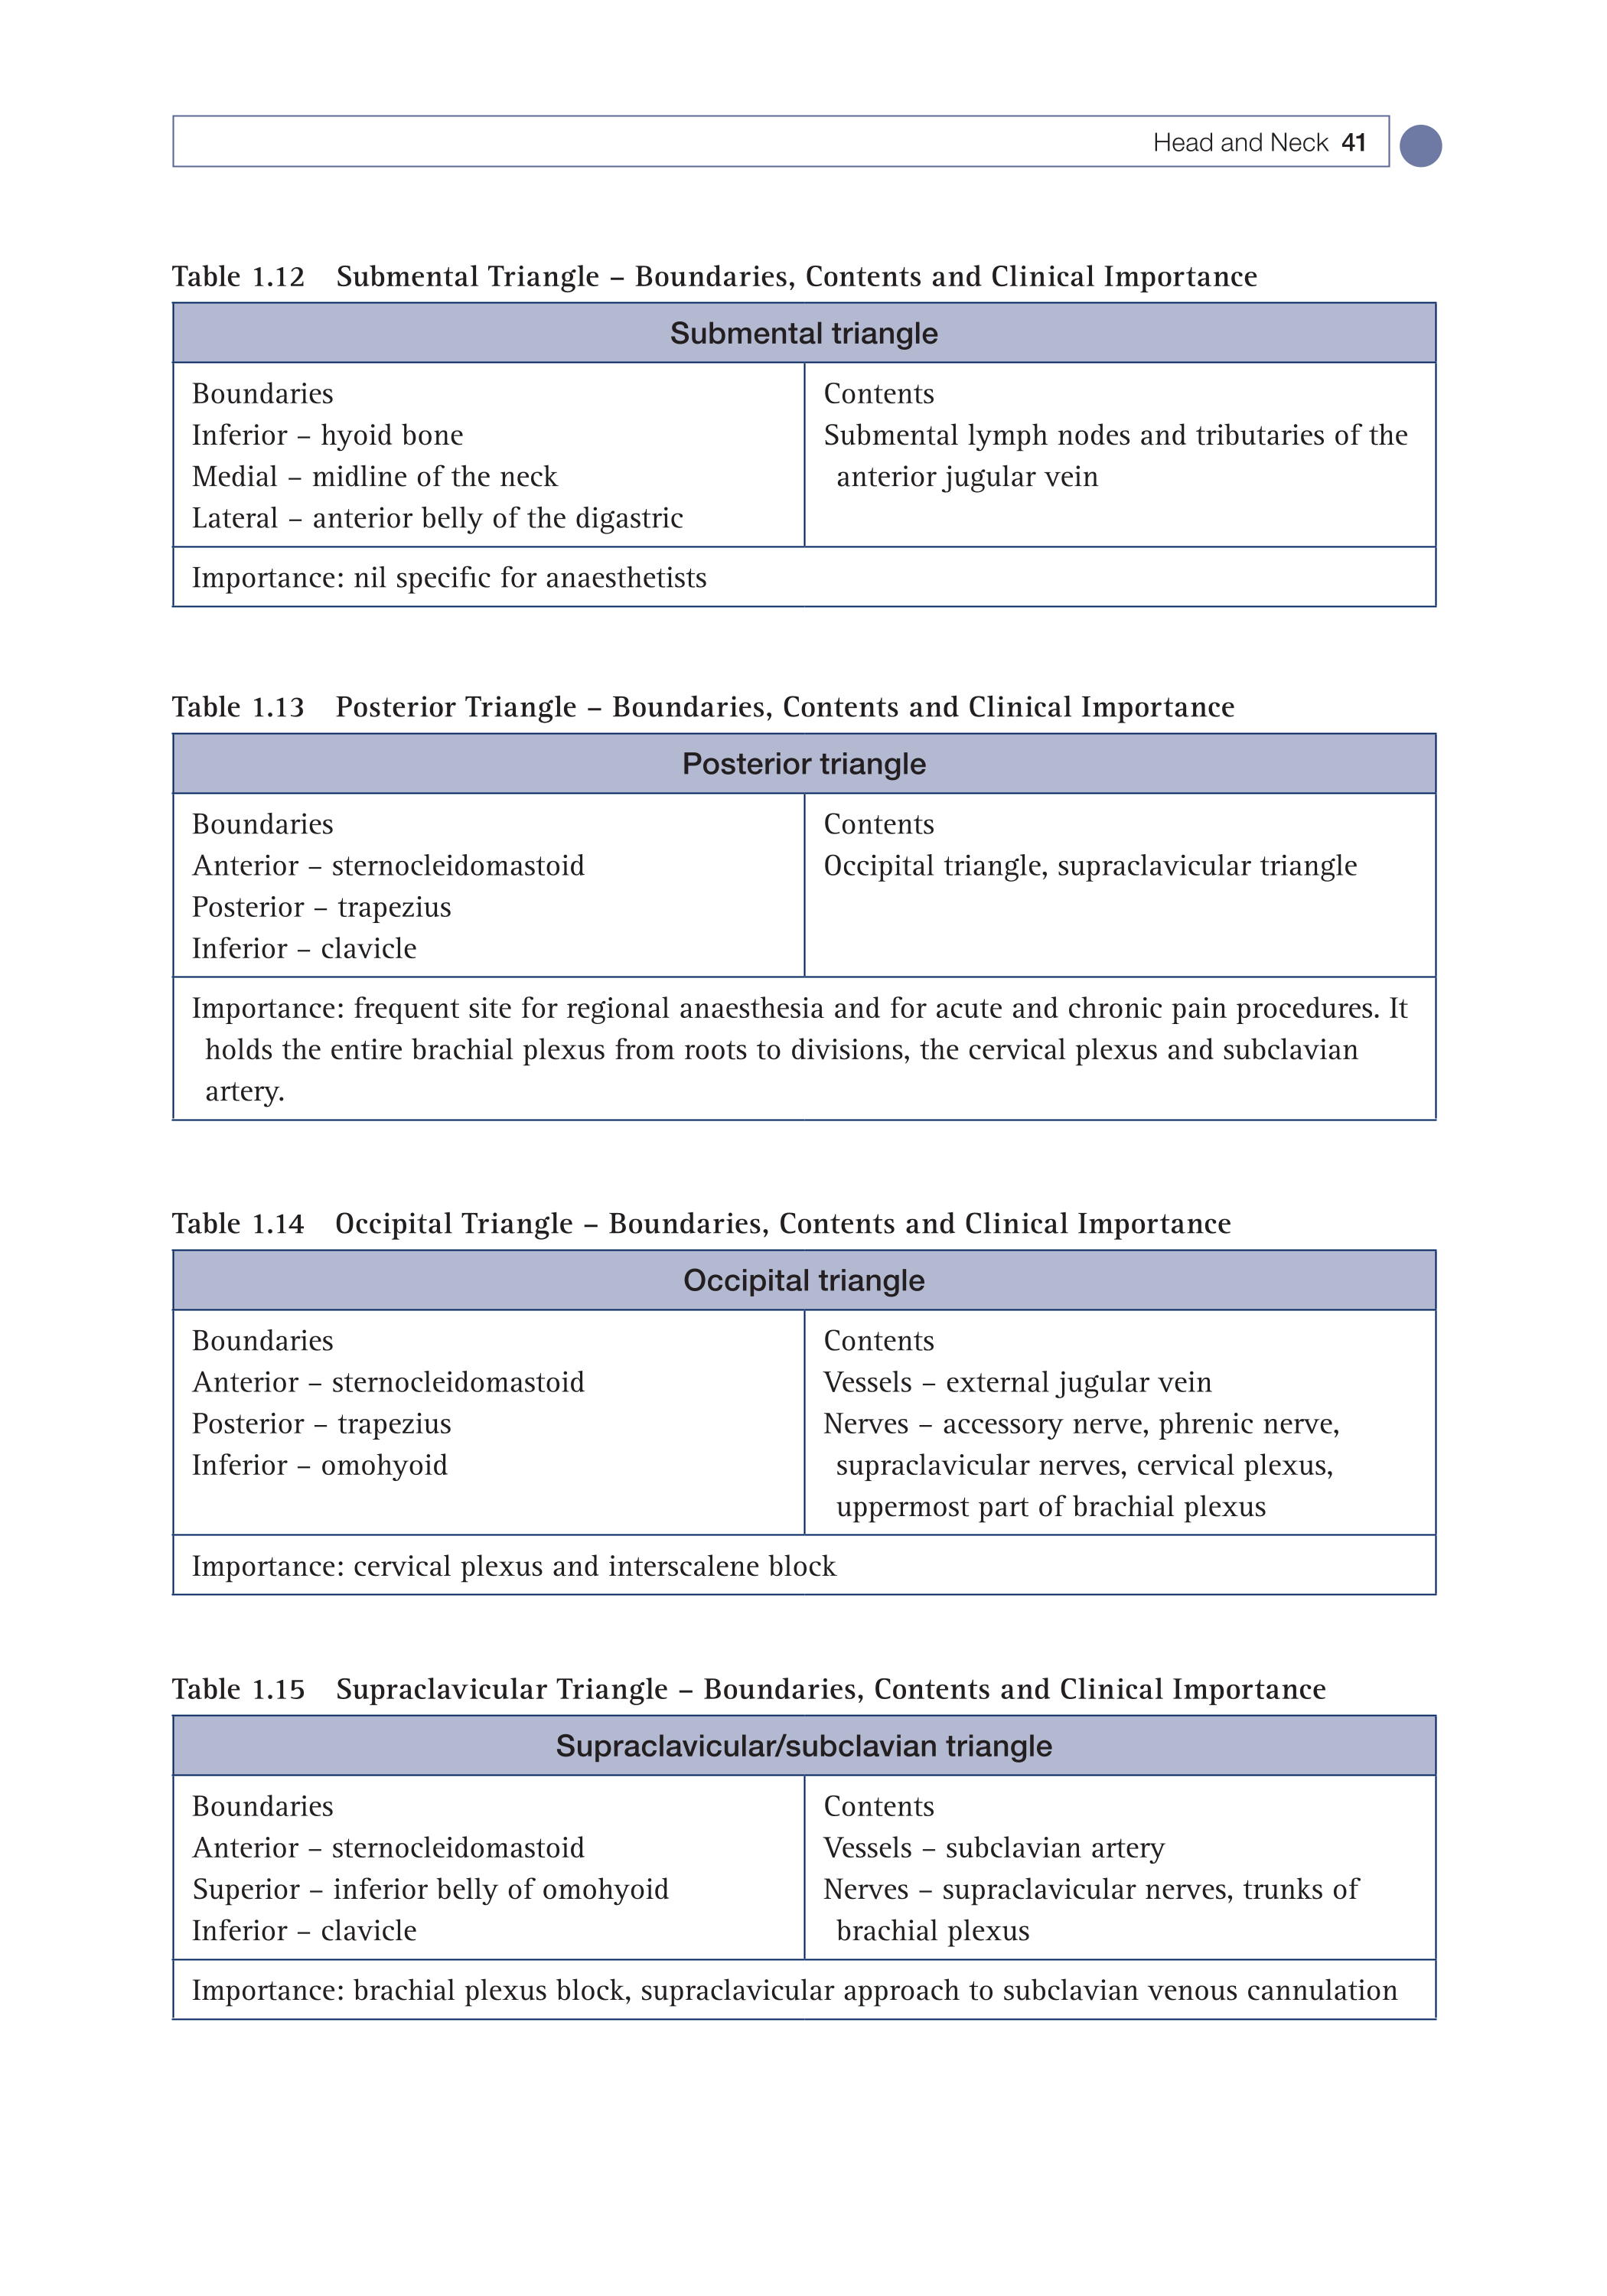 Head and Neck 41
Table 1.12 Submental Triangle – Boundaries, Contents and Clinical Importance
Submental triangle
Boundaries
Inferior – hyoid bone
Medial – midline of the neck
Lateral – anterior belly of the digastric
Contents
Submental lymph nodes and tributaries of the
anterior jugular vein
Importance: nil specific for anaesthetists
Table 1.13 Posterior Triangle – Boundaries, Contents and Clinical Importance
Posterior triangle
Boundaries
Anterior – sternocleidomastoid
Posterior – trapezius
Inferior – clavicle
Contents
Occipital triangle, supraclavicular triangle
Importance: frequent site for regional anaesthesia and for acute and chronic pain procedures. It
holds the entire brachial plexus from roots to divisions, the cervical plexus and subclavian
artery.
Table 1.14 Occipital Triangle – Boundaries, Contents and Clinical Importance
Occipital triangle
Boundaries
Anterior – sternocleidomastoid
Posterior – trapezius
Inferior – omohyoid
Contents
Vessels – external jugular vein
Nerves – accessory nerve, phrenic nerve,
supraclavicular nerves, cervical plexus,
uppermost part of brachial plexus
Importance: cervical plexus and interscalene block
Table 1.15 Supraclavicular Triangle – Boundaries, Contents and Clinical Importance
Supraclavicular/subclavian triangle
Boundaries
Anterior – sternocleidomastoid
Superior – inferior belly of omohyoid
Inferior – clavicle
Contents
Vessels – subclavian artery
Nerves – supraclavicular nerves, trunks of
brachial plexus
Importance: brachial plexus block, supraclavicular approach to subclavian venous cannulation